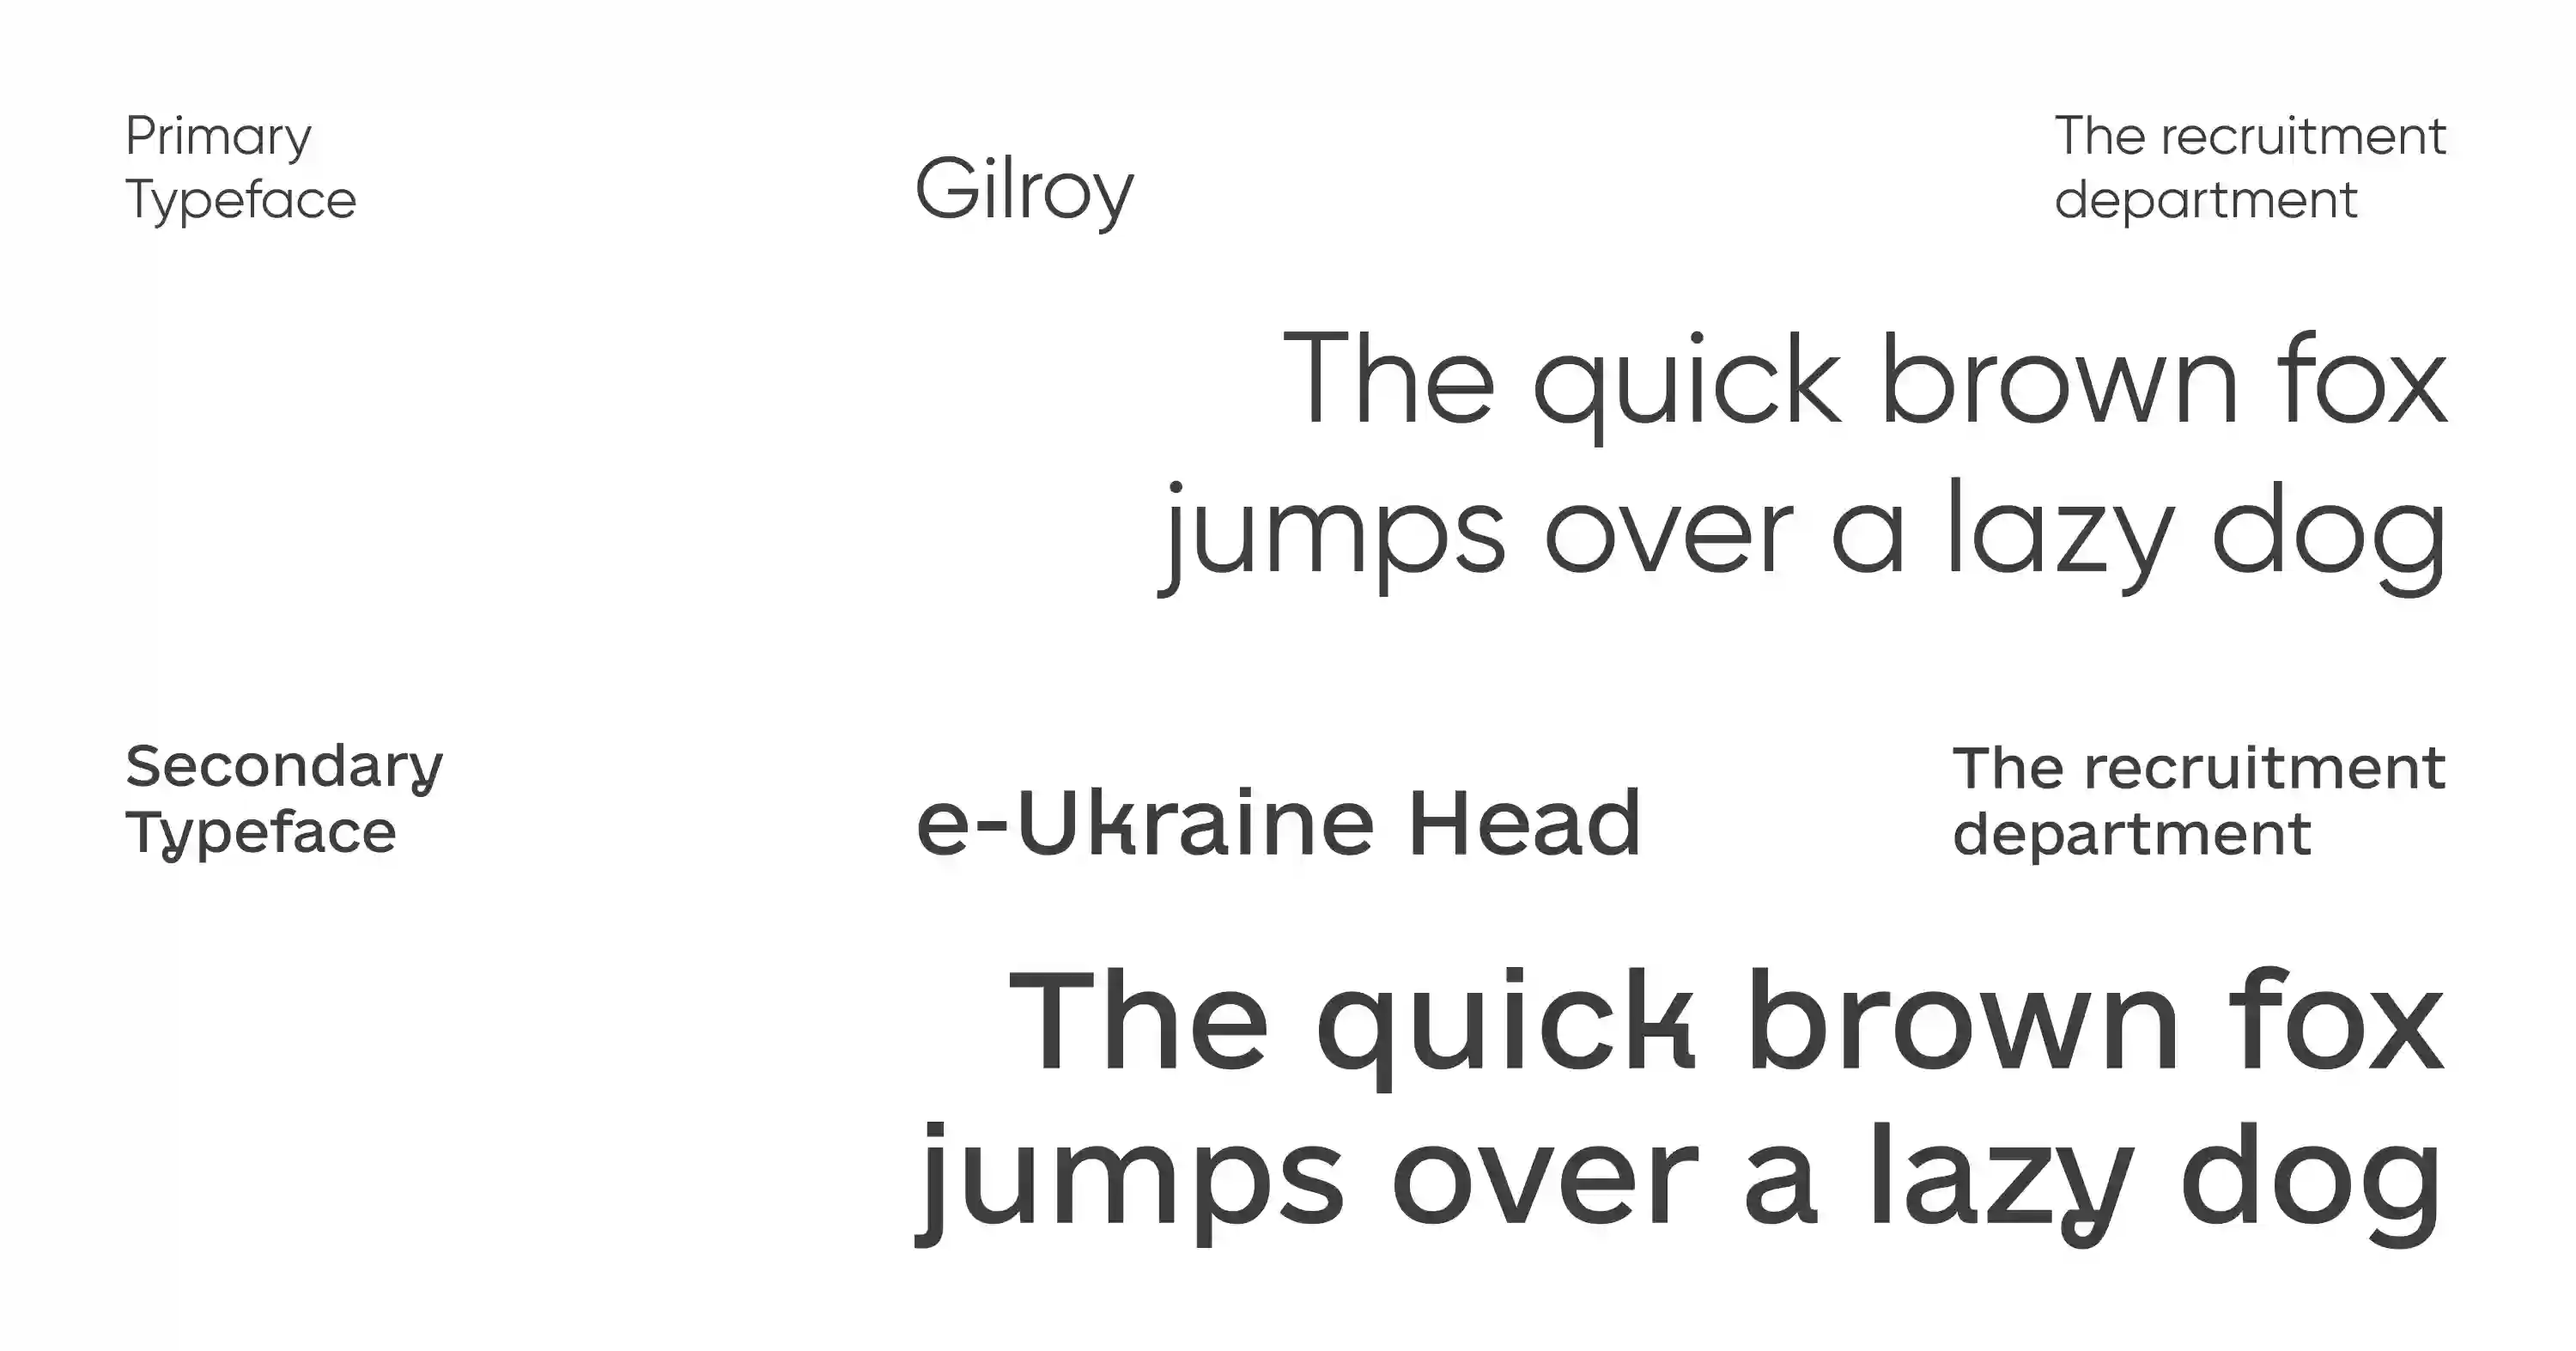 Primary
Typeface
Gilroy
The recruitment
department
The quick brown fox
jumps over a lazy dog
Secondary
Typeface
e-Ukraine Head
The recruitment
department
The quick brown fox
jumps over a lazy dog